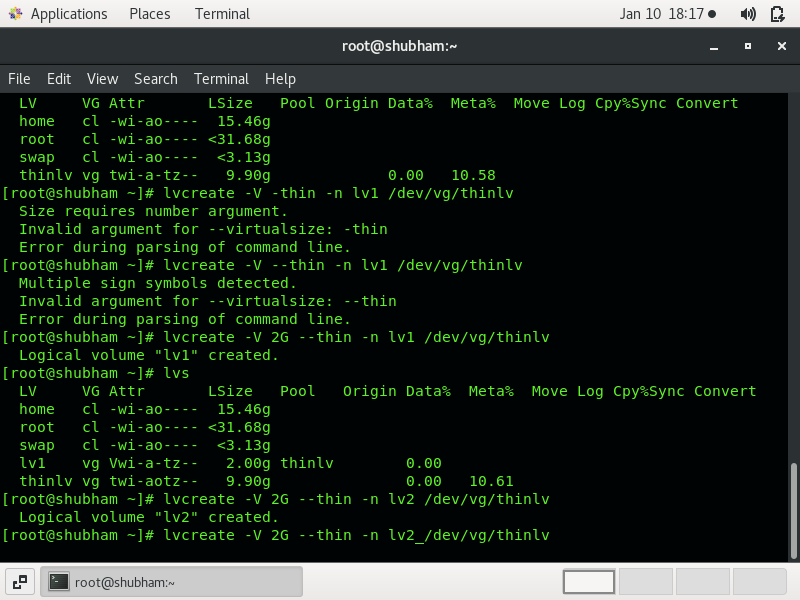 Applications Places Terminal Jan 10 18:17
root@shubham:~
File Edit View Search Terminal Help
LV VG Attr LSize Pool Origin Data% Meta% Move Log Cpy%Sync Convert
home cl -wi-ao---- 15.46g
root cl -wi-ao---- <31.68g
swap cl -wi-ao---- <3.13g
thinlv vg twi-a-tz-- 9.90g 0.00 10.58
[root@shubham ~]# lvcreate -V -thin -n lv1 /dev/vg/thinlv
Size requires number argument.
Invalid argument for --virtualsize: -thin
Error during parsing of command line.
[root@shubham ~]# lvcreate -V --thin -n lv1 /dev/vg/thinlv
Multiple sign symbols detected.
Invalid argument for --virtualsize: --thin
Error during parsing of command line.
[root@shubham ~]# lvcreate -V 2G --thin -n lv1 /dev/vg/thinlv
Logical volume "lv1" created.
[root@shubham ~]# lvs
LV VG Attr LSize Pool Origin Data% Meta% Move Log Cpy%Sync Convert
home cl -wi-ao---- 15.46g
root cl -wi-ao---- <31.68g
swap cl -wi-ao---- <3.13g
lv1 vg Vwi-a-tz-- 2.00g thinlv 0.00
thinlv vg twi-aotz-- 9.90g 0.00 10.61
[root@shubham ~]# lvcreate -V 2G --thin -n lv2 /dev/vg/thinlv
Logical volume "lv2" created.
[root@shubham ~]# lvcreate -V 2G --thin -n lv2_/dev/vg/thinlv
root@shubham:~